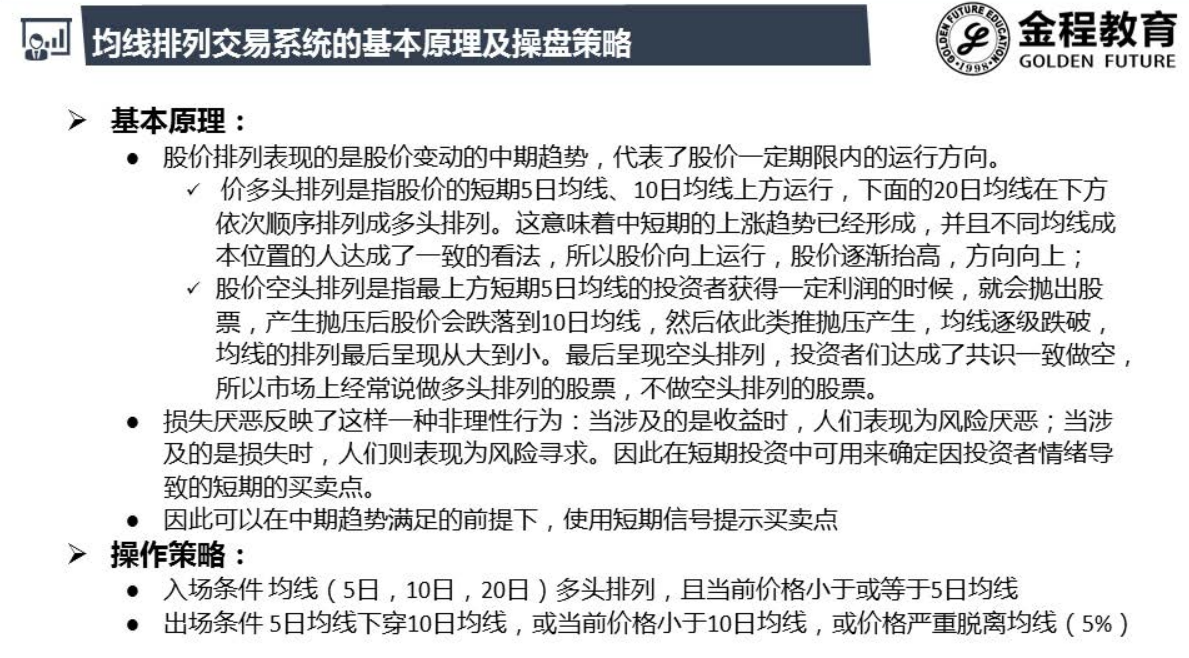 均线排列交易系统的基本原理及操盘策略
GOLDEN FUTURE EDUCATION
1998
金程教育
GOLDEN FUTURE
基本原理：
股价排列表现的是股价变动的中期趋势，代表了股价一定期限内的运行方向。
价多头排列是指股价的短期5日均线、10日均线上方运行，下面的20日均线在下方
依次顺序排列成多头排列。这意味着中短期的上涨趋势已经形成，并且不同均线成
本位置的人达成了一致的看法，所以股价向上运行，股价逐渐抬高，方向向上；
股价空头排列是指最上方短期5日均线的投资者获得一定利润的时候，就会抛出股
票，产生抛压后股价会跌落到10日均线，然后依此类推抛压产生，均线逐级跌破，
均线的排列最后呈现从大到小。最后呈现空头排列，投资者们达成了共识一致做空，
所以市场上经常说做多头排列的股票，不做空头排列的股票。
损失厌恶反映了这样一种非理性行为：当涉及的是收益时，人们表现为风险厌恶；当涉
及的是损失时，人们则表现为风险寻求。因此在短期投资中可用来确定因投资者情绪导
致的短期的买卖点。
因此可以在中期趋势满足的前提下，使用短期信号提示买卖点
操作策略：
入场条件 均线（5日，10日，20日）多头排列，且当前价格小于或等于5日均线
出场条件 5日均线下穿10日均线，或当前价格小于10日均线，或价格严重脱离均线（5%）